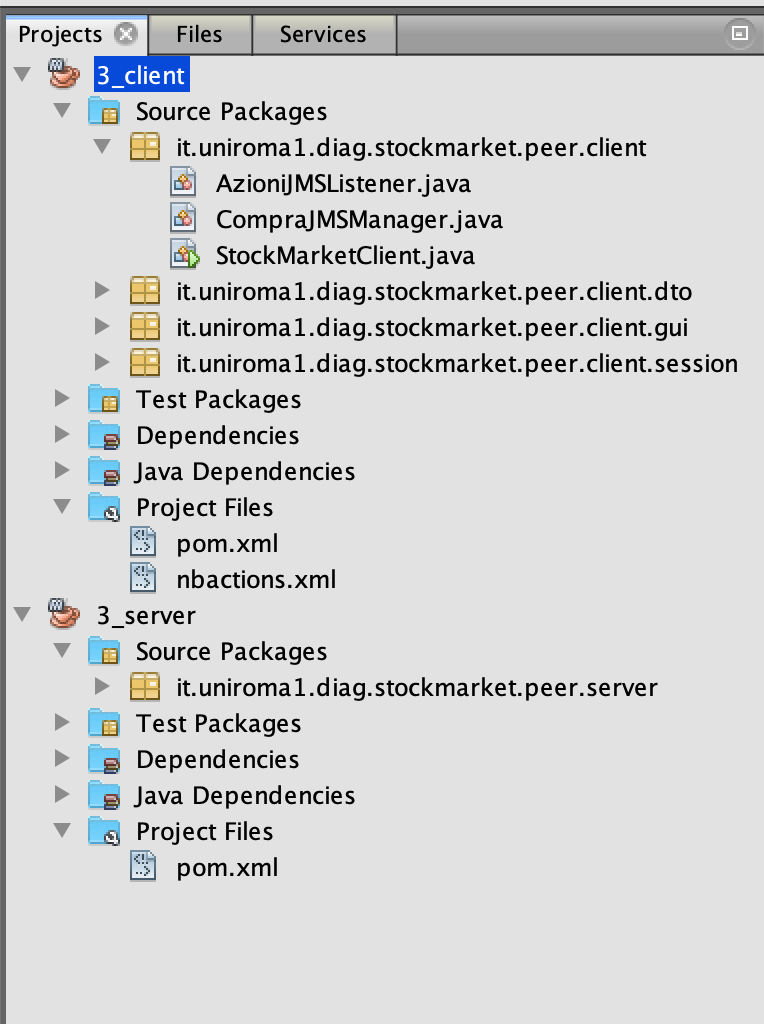 Projects Files Services
3_client
Source Packages
it.uniroma1.diag.stockmarket.peer.client
AzioniJMSListener.java
CompraJMSManager.java
StockMarketClient.java
it.uniroma1.diag.stockmarket.peer.client.dto
it.uniroma1.diag.stockmarket.peer.client.gui
it.uniroma1.diag.stockmarket.peer.client.session
Test Packages
Dependencies
Java Dependencies
Project Files
pom.xml
nbactions.xml
3_server
Source Packages
it.uniroma1.diag.stockmarket.peer.server
Test Packages
Dependencies
Java Dependencies
Project Files
pom.xml